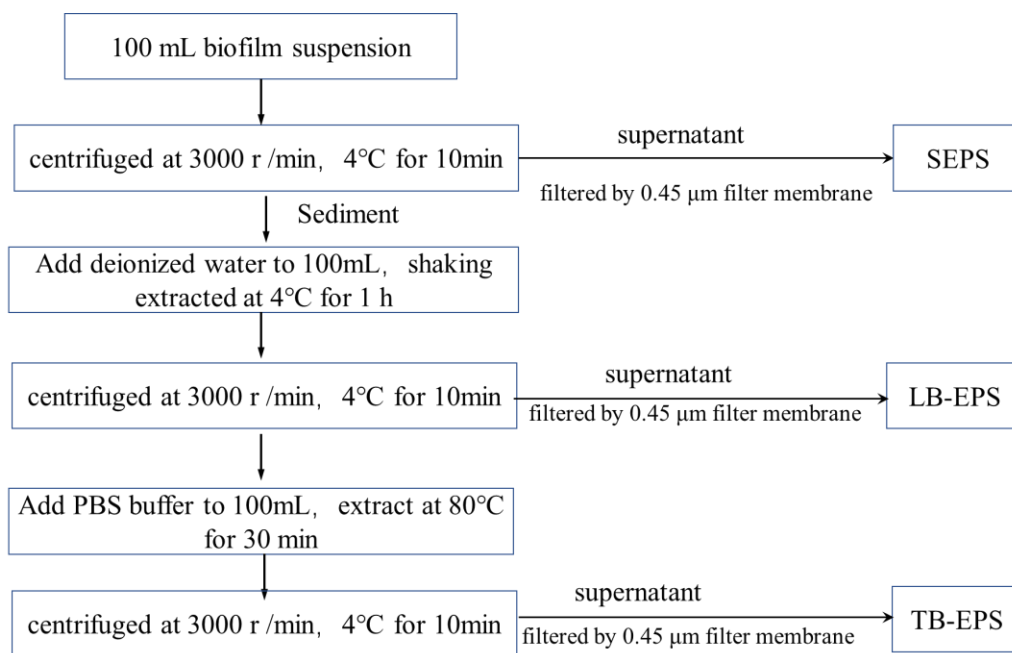 100 mL biofilm suspension
centrifuged at 3000 r /min, 4℃ for 10min
supernatant
filtered by 0.45 μm filter membrane
SEPS
Sediment
Add deionized water to 100mL, shaking
extracted at 4℃ for 1 h
centrifuged at 3000 r /min, 4℃ for 10min
supernatant
filtered by 0.45 μm filter membrane
LB-EPS
Add PBS buffer to 100mL, extract at 80℃
for 30 min
centrifuged at 3000 r /min, 4℃ for 10min
supernatant
filtered by 0.45 μm filter membrane
TB-EPS